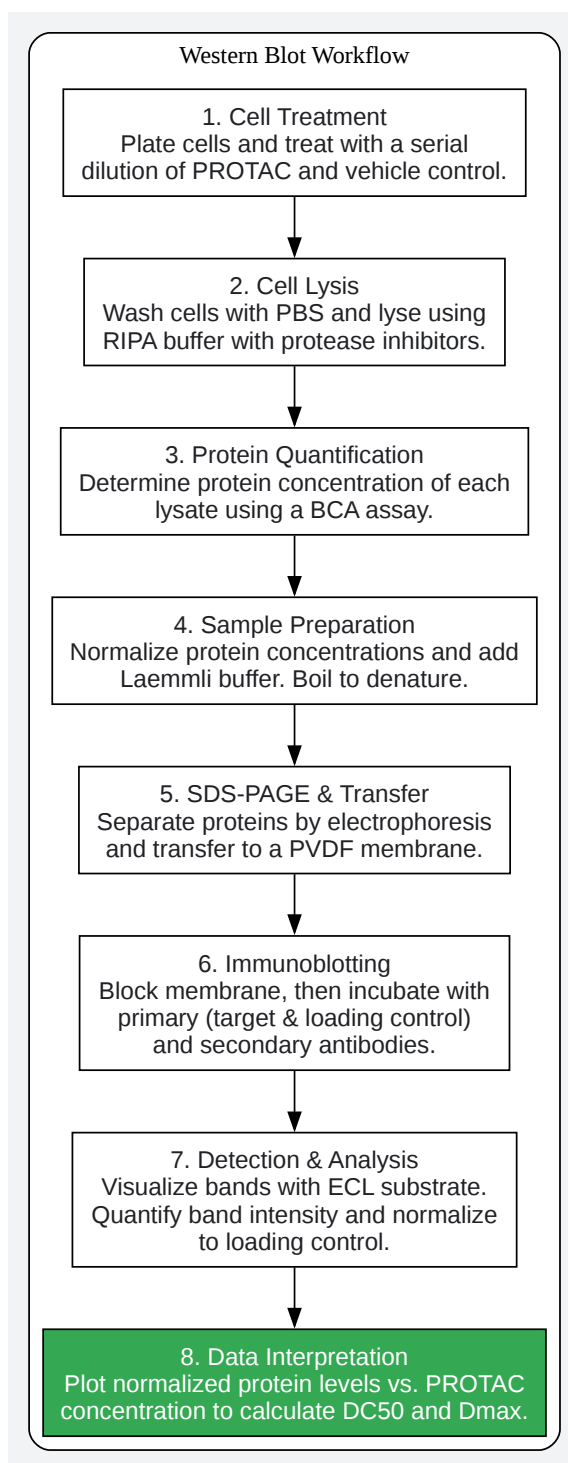 Western Blot Workflow
1. Cell Treatment
Plate cells and treat with a serial
dilution of PROTAC and vehicle control.
2. Cell Lysis
Wash cells with PBS and lyse using
RIPA buffer with protease inhibitors.
3. Protein Quantification
Determine protein concentration of each
lysate using a BCA assay.
4. Sample Preparation
Normalize protein concentrations and add
Laemmli buffer. Boil to denature.
5. SDS-PAGE & Transfer
Separate proteins by electrophoresis
and transfer to a PVDF membrane.
6. Immunoblotting
Block membrane, then incubate with
primary (target & loading control)
and secondary antibodies.
7. Detection & Analysis
Visualize bands with ECL substrate.
Quantify band intensity and normalize
to loading control.
8. Data Interpretation
Plot normalized protein levels vs. PROTAC
concentration to calculate DC50 and Dmax.